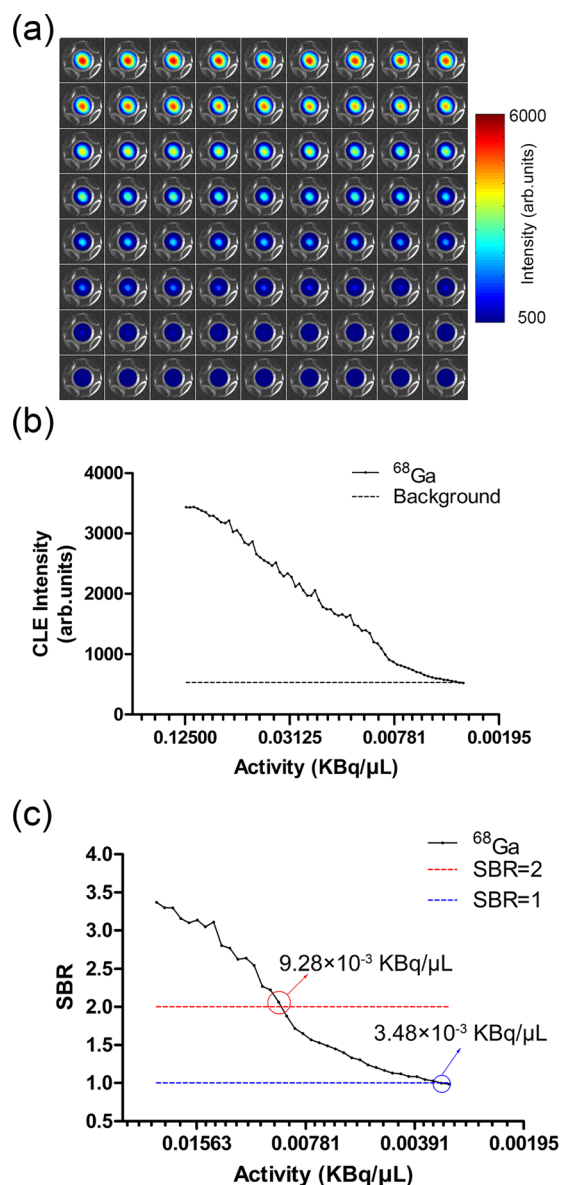 (a)
6000
Intensity (arb.units)
500
(b)
4000
3000
2000
1000
0
CLE Intensity
(arb.units)
⁶⁸Ga
Background
0.12500
0.03125
0.00781
0.00195
Activity (KBq/µL)
(c)
4.0
3.5
3.0
2.5
2.0
1.5
1.0
0.5
SBR
⁶⁸Ga
SBR=2
SBR=1
9.28×10⁻³ KBq/µL
3.48×10⁻³ KBq/µL
0.01563
0.00781
0.00391
0.00195
Activity (KBq/µL)